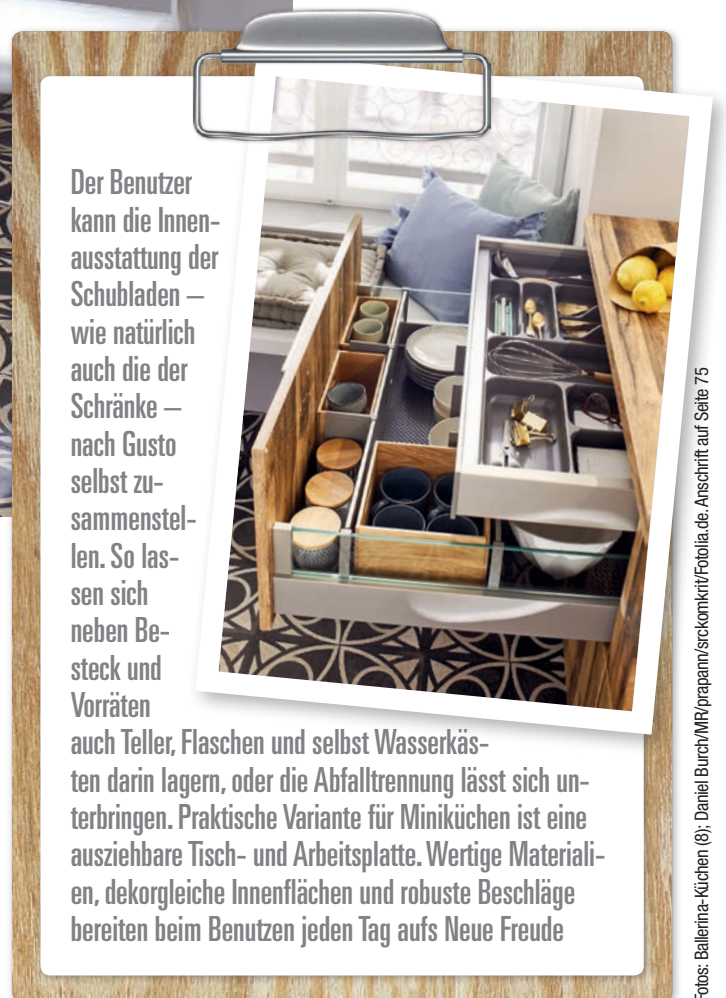 Der Benutzer
kann die Innen-
ausstattung der
Schubladen –
wie natürlich
auch die der
Schränke –
nach Gusto
selbst zu-
sammenstel-
len. So las-
sen sich
neben Be-
steck und
Vorräten
auch Teller, Flaschen und selbst Wasserkäs-
ten darin lagern, oder die Abfalltrennung lässt sich un-
terbringen. Praktische Variante für Miniküchen ist eine
ausziehbare Tisch- und Arbeitsplatte. Wertige Materiali-
en, dekorgleiche Innenflächen und robuste Beschläge
bereiten beim Benutzen jeden Tag aufs Neue Freude
Fotos: Ballerina-Küchen (8); Daniel Burch/MR/prapann/srckomkrit/Fotolia.de. Anschrift auf Seite 75